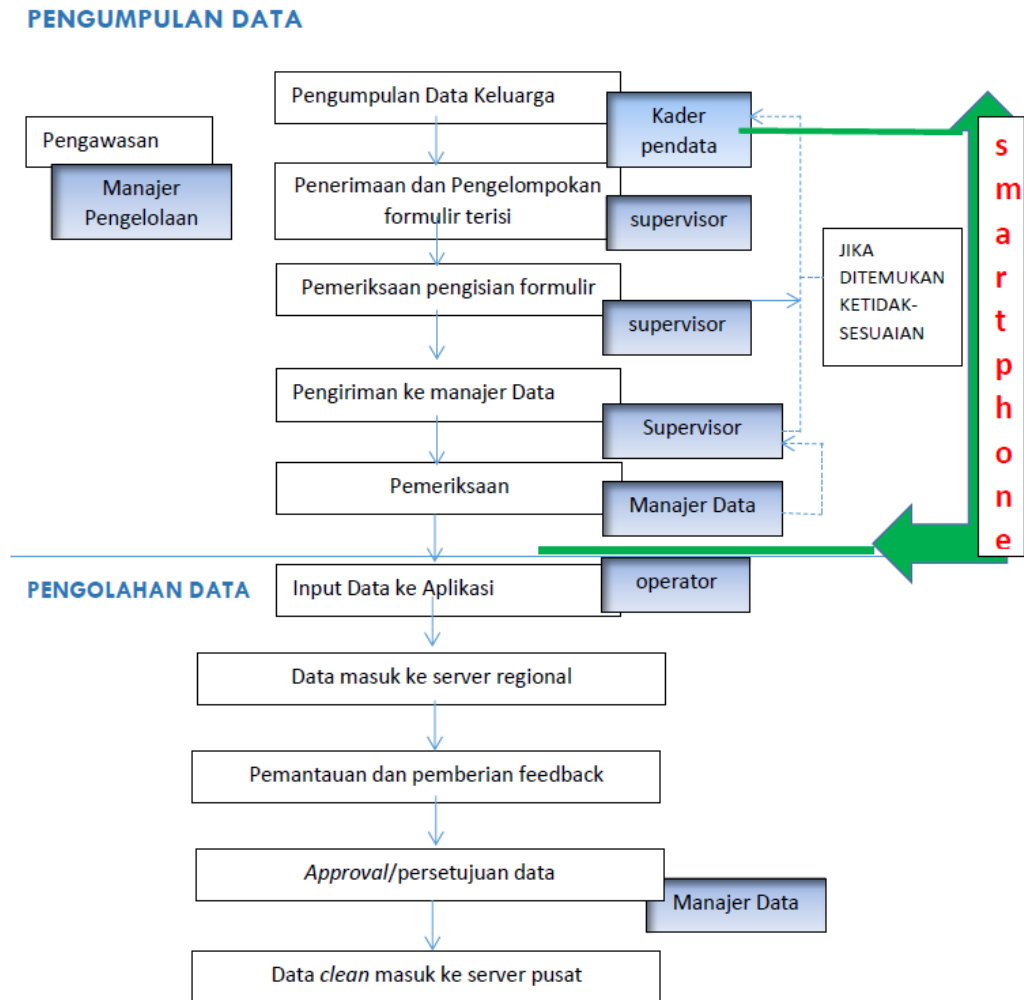 PENGUMPULAN DATA
Pengumpulan Data Keluarga
Kader
pendata
Pengawasan
Manajer
Pengelolaan
Penerimaan dan Pengelompokan
formulir terisi
supervisor
Pemeriksaan pengisian formulir
supervisor
JIKA
DITEMUKAN
KETIDAK-
SESUAIAN
Pengiriman ke manajer Data
Supervisor
Pemeriksaan
Manajer Data
s
m
a
r
t
p
h
o
n
e
PENGOLAHAN DATA
Input Data ke Aplikasi
operator
Data masuk ke server regional
Pemantauan dan pemberian feedback
Approval/persetujuan data
Manajer Data
Data clean masuk ke server pusat